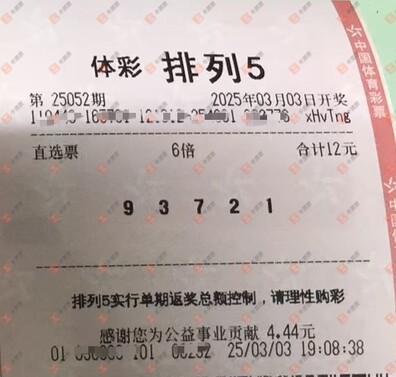 体彩 排列5
第 25052期 2025年03月03日开奖
xHvTng
直选票 6倍 合计12元
9 3 7 2 1
排列5实行单期返奖总额控制，请理性购彩
感谢您为公益事业贡献 4.44元
01 101 25/03/03 19:08:38
中国体育彩票